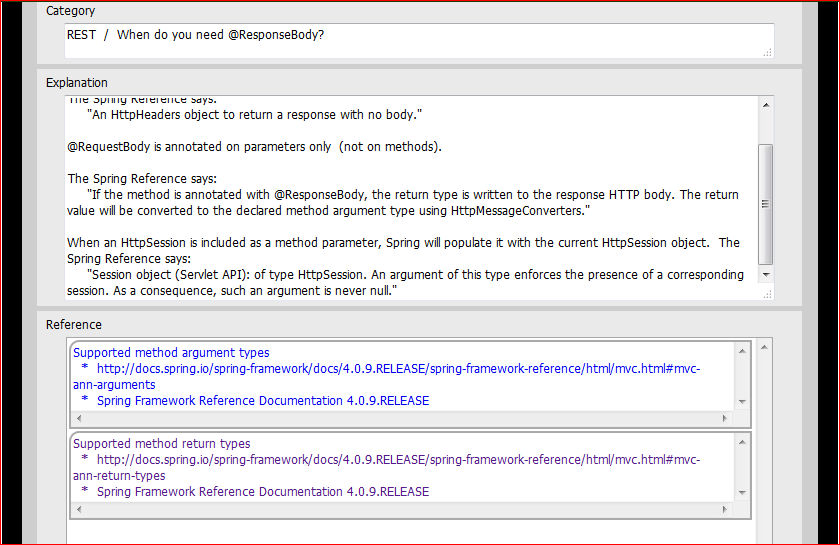 Category
REST  /  When do you need @ResponseBody?
Explanation
The Spring Reference says:
"An HttpHeaders object to return a response with no body."
@RequestBody is annotated on parameters only  (not on methods).
The Spring Reference says:
"If the method is annotated with @ResponseBody, the return type is written to the response HTTP body. The return
value will be converted to the declared method argument type using HttpMessageConverters."
When an HttpSession is included as a method parameter, Spring will populate it with the current HttpSession object.  The
Spring Reference says:
"Session object (Servlet API): of type HttpSession. An argument of this type enforces the presence of a corresponding
session. As a consequence, such an argument is never null."
Reference
Supported method argument types
*  http://docs.spring.io/spring-framework/docs/4.0.9.RELEASE/spring-framework-reference/html/mvc.html#mvc-
ann-arguments
*  Spring Framework Reference Documentation 4.0.9.RELEASE
Supported method return types
*  http://docs.spring.io/spring-framework/docs/4.0.9.RELEASE/spring-framework-reference/html/mvc.html#mvc-
ann-return-types
*  Spring Framework Reference Documentation 4.0.9.RELEASE